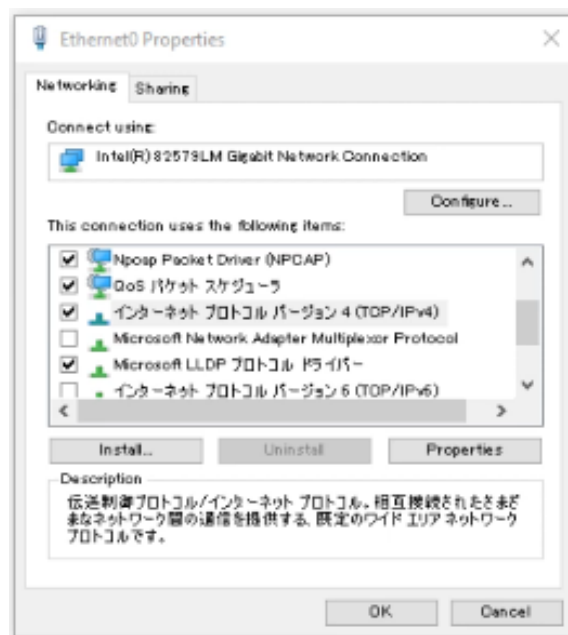 Ethernet0 Properties
Networking
Sharing
Connect using:
Intel(R) 82579LM Gigabit Network Connection
Configure...
This connection uses the following items:
Npcap Packet Driver (NPCAP)
QoS パケット スケジューラ
インターネット プロトコル バージョン 4 (TCP/IPv4)
Microsoft Network Adapter Multiplexor Protocol
Microsoft LLDP プロトコル ドライバー
インターネット プロトコル バージョン 6 (TCP/IPv6)
Install...
Uninstall
Properties
Description
伝送制御プロトコル/インターネット プロトコル。相互接続されたさまざ
まなネットワーク間の通信を提供する、既定のワイド エリア ネットワーク
プロトコルです。
OK
Cancel